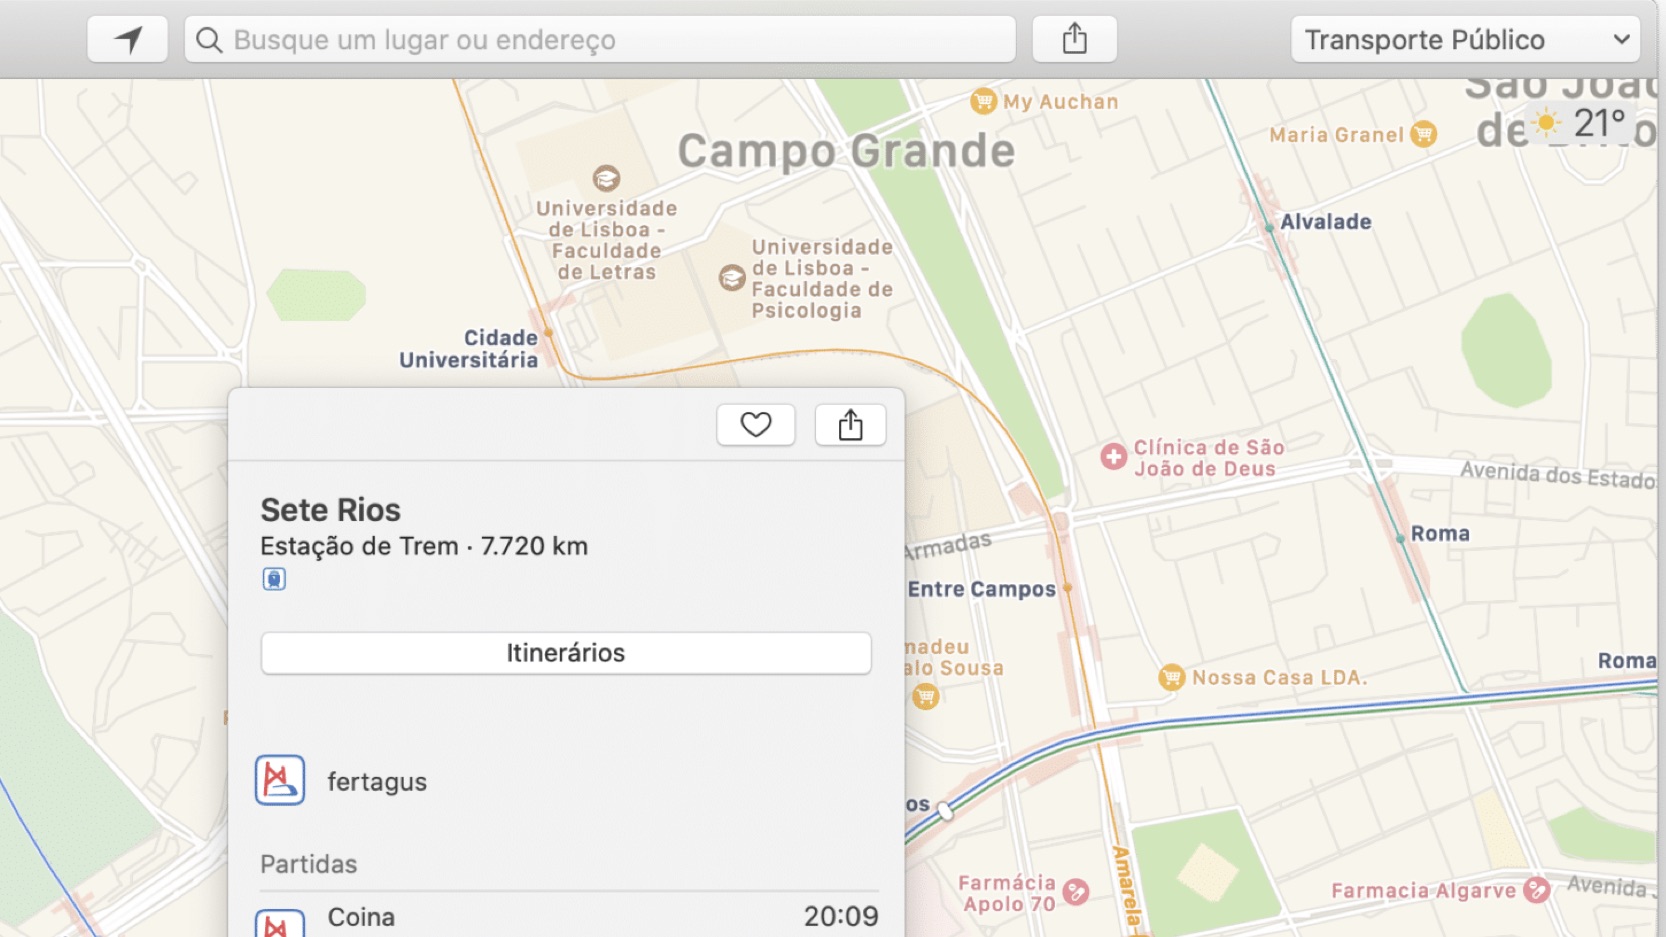 Busque um lugar ou endereço
Transporte Público
My Auchan
São Joã
de
21°
Maria Granel
Campo Grande
Universidade
de Lisboa -
Faculdade
de Letras
Universidade
de Lisboa -
Faculdade de
Psicologia
Alvalade
Cidade
Universitária
Clínica de São
João de Deus
Avenida dos Estado
Roma
Armadas
Entre Campos
Sete Rios
Estação de Trem · 7.720 km
Itinerários
madeu
alo Sousa
Nossa Casa LDA.
Roma
fertagus
os
Partidas
Coina
20:09
Amarela
Farmácia
Apolo 70
Farmacia Algarve
Avenida